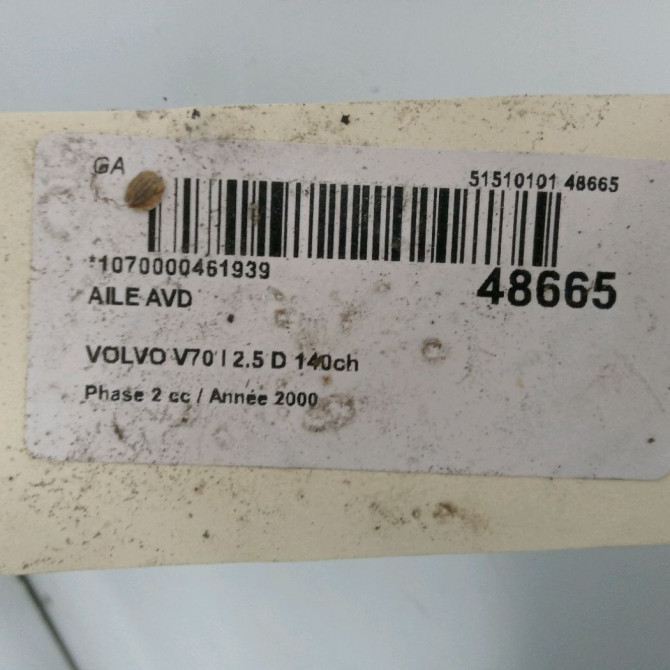 GA
51510101 48665
*1070000461939
48665
AILE AVD
VOLVO V70 I 2.5 D 140ch
Phase 2 cc / Année 2000